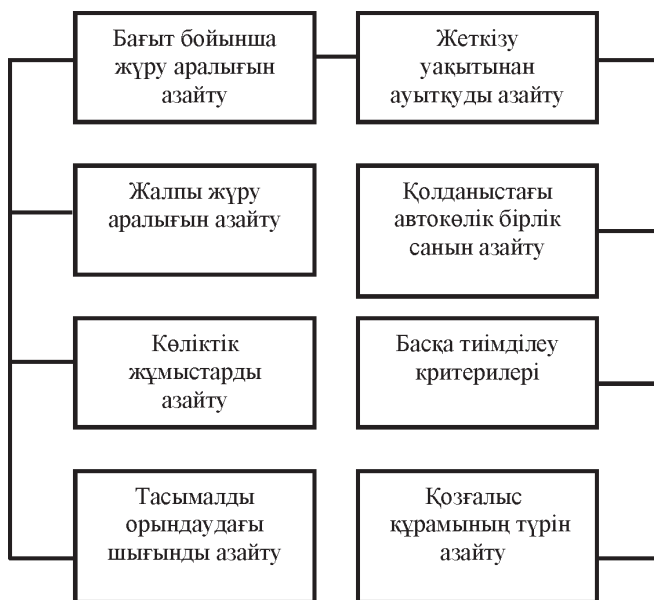 Бағыт бойынша
жүру аралығын
азайту
Жеткізу
уақытынан
ауытқуды азайту
Жалпы жүру
аралығын азайту
Қолданыстағы
автокөлік бірлік
санын азайту
Көліктік
жұмыстарды
азайту
Басқа тиімділеу
критерилері
Тасымалды
орындаудағы
шығынды азайту
Қозғалыс
құрамының түрін
азайту